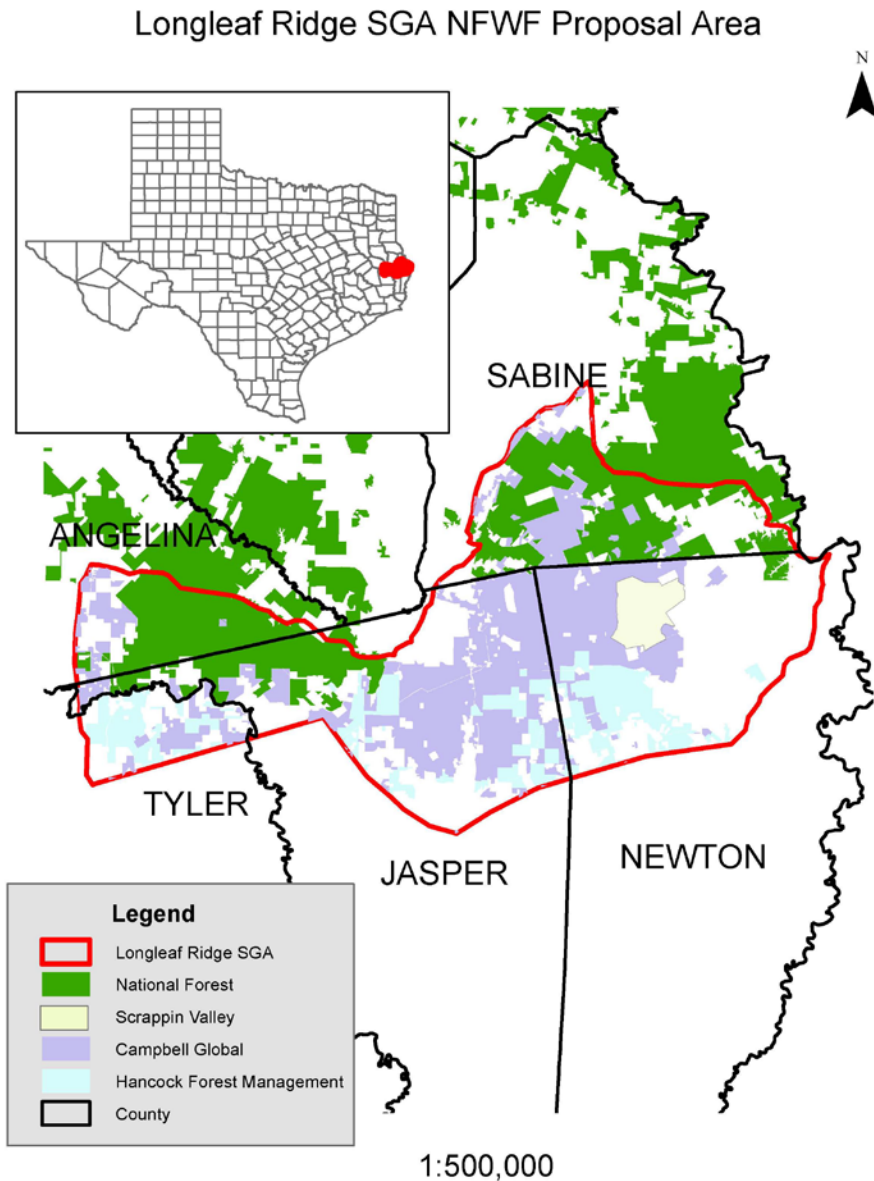 Longleaf Ridge SGA NFWF Proposal Area
N
SABINE
ANGELINA
TYLER
JASPER
NEWTON
Legend
Longleaf Ridge SGA
National Forest
Scrappin Valley
Campbell Global
Hancock Forest Management
County
1:500,000